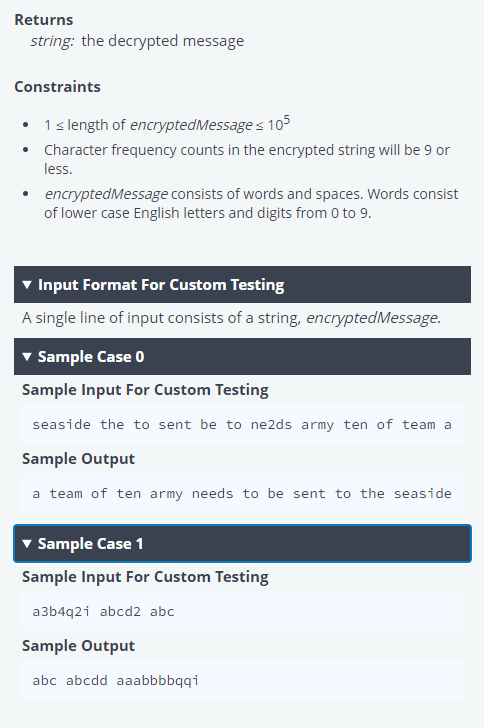 Returns
string: the decrypted message
Constraints
• 1 ≤ length of encryptedMessage ≤ 10^5
• Character frequency counts in the encrypted string will be 9 or
less.
• encryptedMessage consists of words and spaces. Words consist
of lower case English letters and digits from 0 to 9.
▼ Input Format For Custom Testing
A single line of input consists of a string, encryptedMessage.
▼ Sample Case 0
Sample Input For Custom Testing
seaside the to sent be to ne2ds army ten of team a
Sample Output
a team of ten army needs to be sent to the seaside
▼ Sample Case 1
Sample Input For Custom Testing
a3b4q2i abcd2 abc
Sample Output
abc abcdd aaabbbbqqi